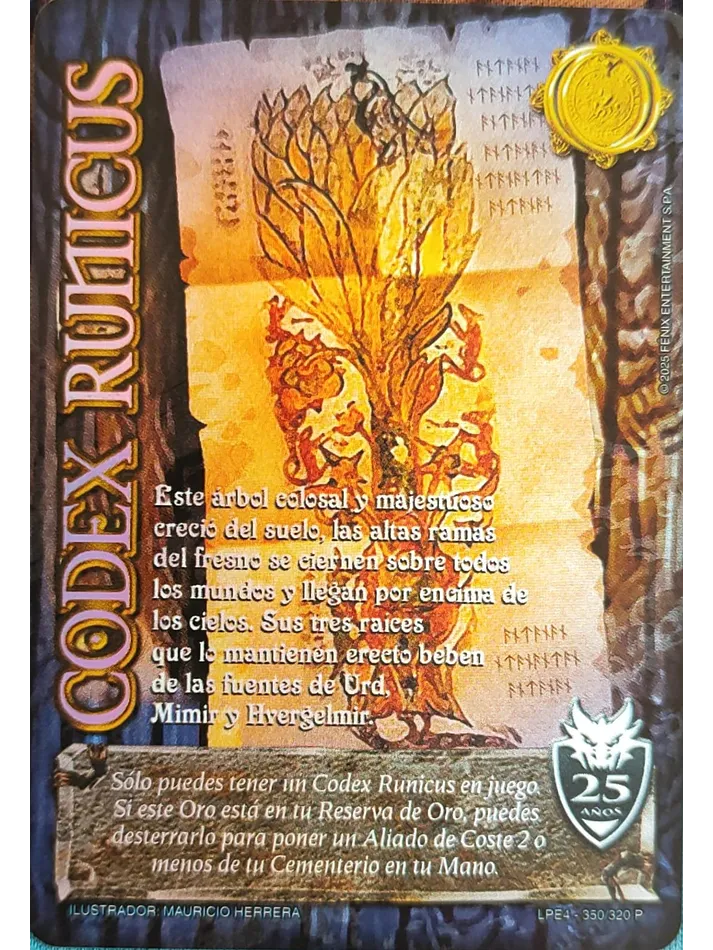 CODEX RUNICUS
© 2025 FENIX ENTERTAINMENT S.P.A
Este árbol colosal y majestuoso
creció del suelo, las altas ramas
del fresno se ciernen sobre todos
los mundos y llegan por encima de
los cielos. Sus tres raíces
que lo mantienen erecto beben
de las fuentes de Urd,
Mimir y Hvergelmir.
Sólo puedes tener un Codex Runicus en juego.
Si este Oro está en tu Reserva de Oro, puedes
desterrarlo para poner un Aliado de Coste 2 o
menos de tu Cementerio en tu Mano.
25
AÑOS
ILUSTRADOR: MAURICIO HERRERA
LPE4 - 350/320 P